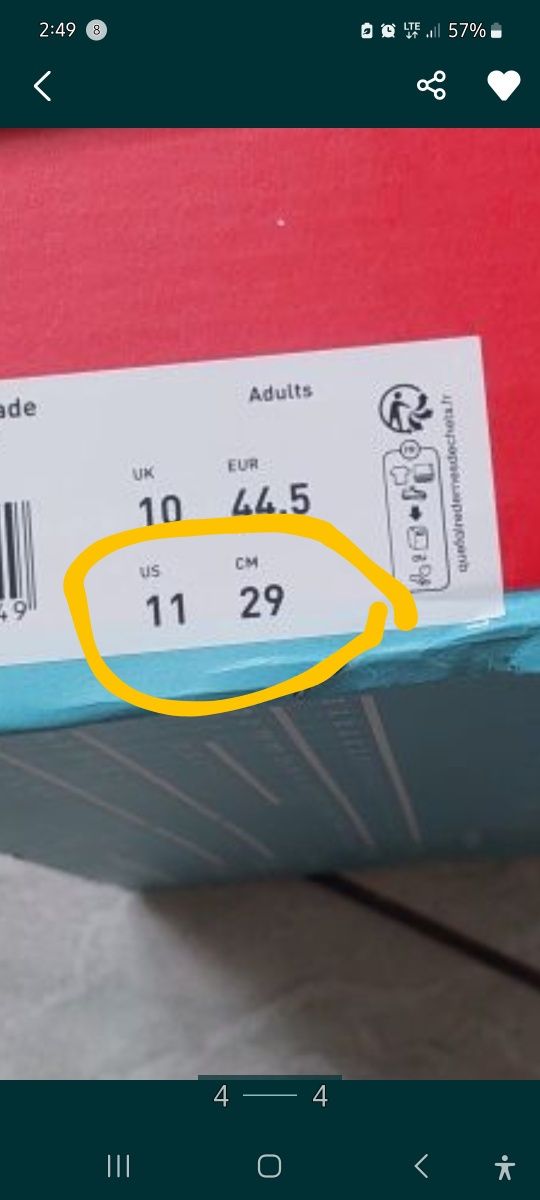 2:49 8 LTE 57%
ade
Adults
UK EUR
10 44.5
US CM
11 29
49
FR
quefairedemesdechets.fr
4 4